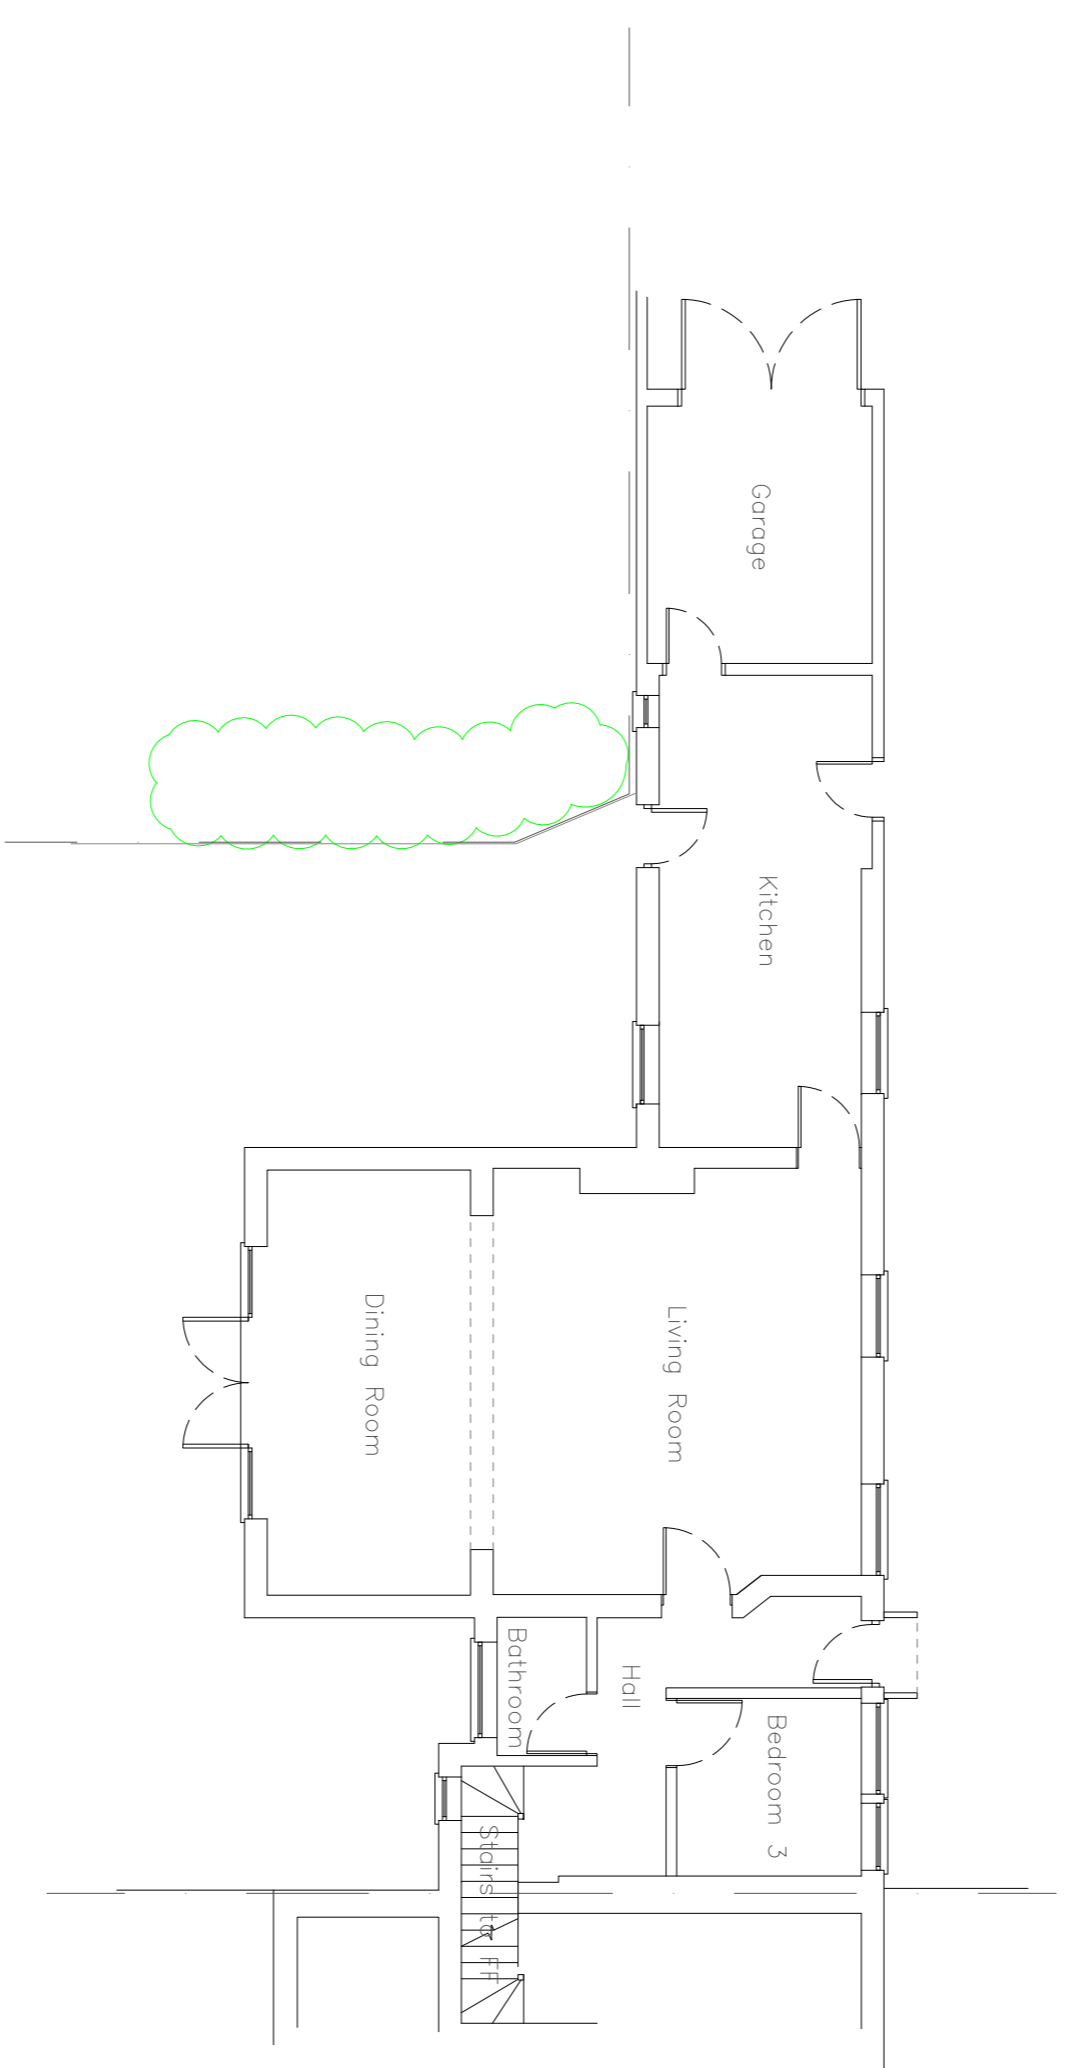 Garage
Kitchen
Living Room
Dining Room
Bathroom
Hall
Bedroom 3
Stairs to FF